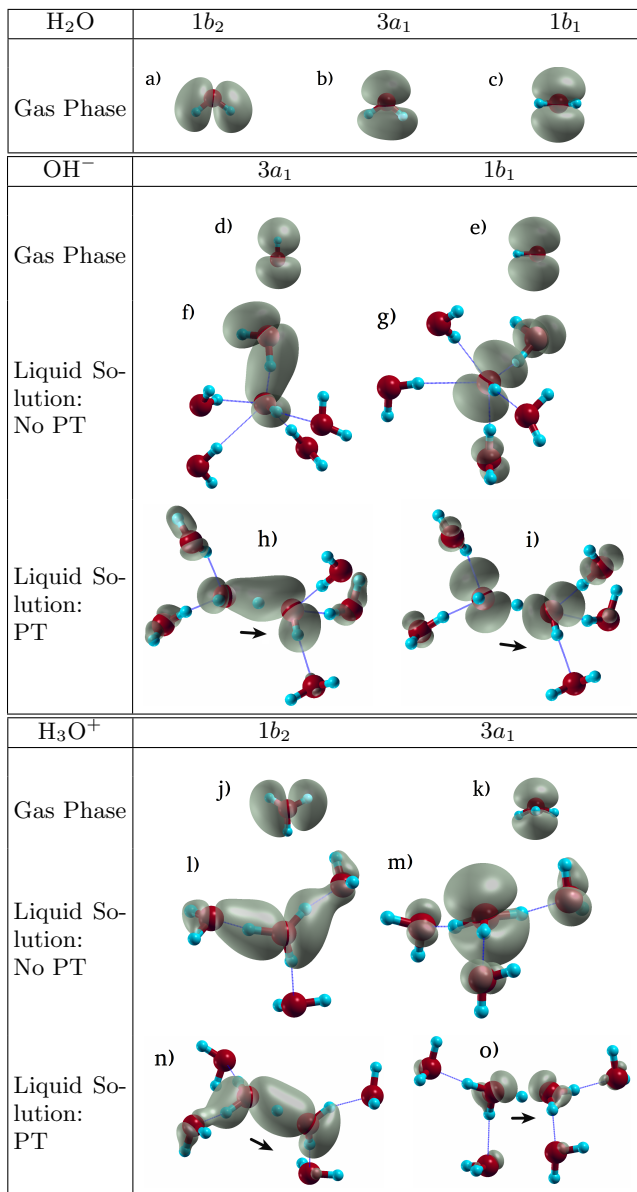 H₂O 1b₂ 3a₁ 1b₁
Gas Phase a) b) c)
OH⁻ 3a₁ 1b₁
Gas Phase d) e)
Liquid So-
lution:
No PT
f) g)
Liquid So-
lution:
PT
h) i)
H₃O⁺ 1b₂ 3a₁
Gas Phase j) k)
Liquid So-
lution:
No PT
l) m)
Liquid So-
lution:
PT
n) o)